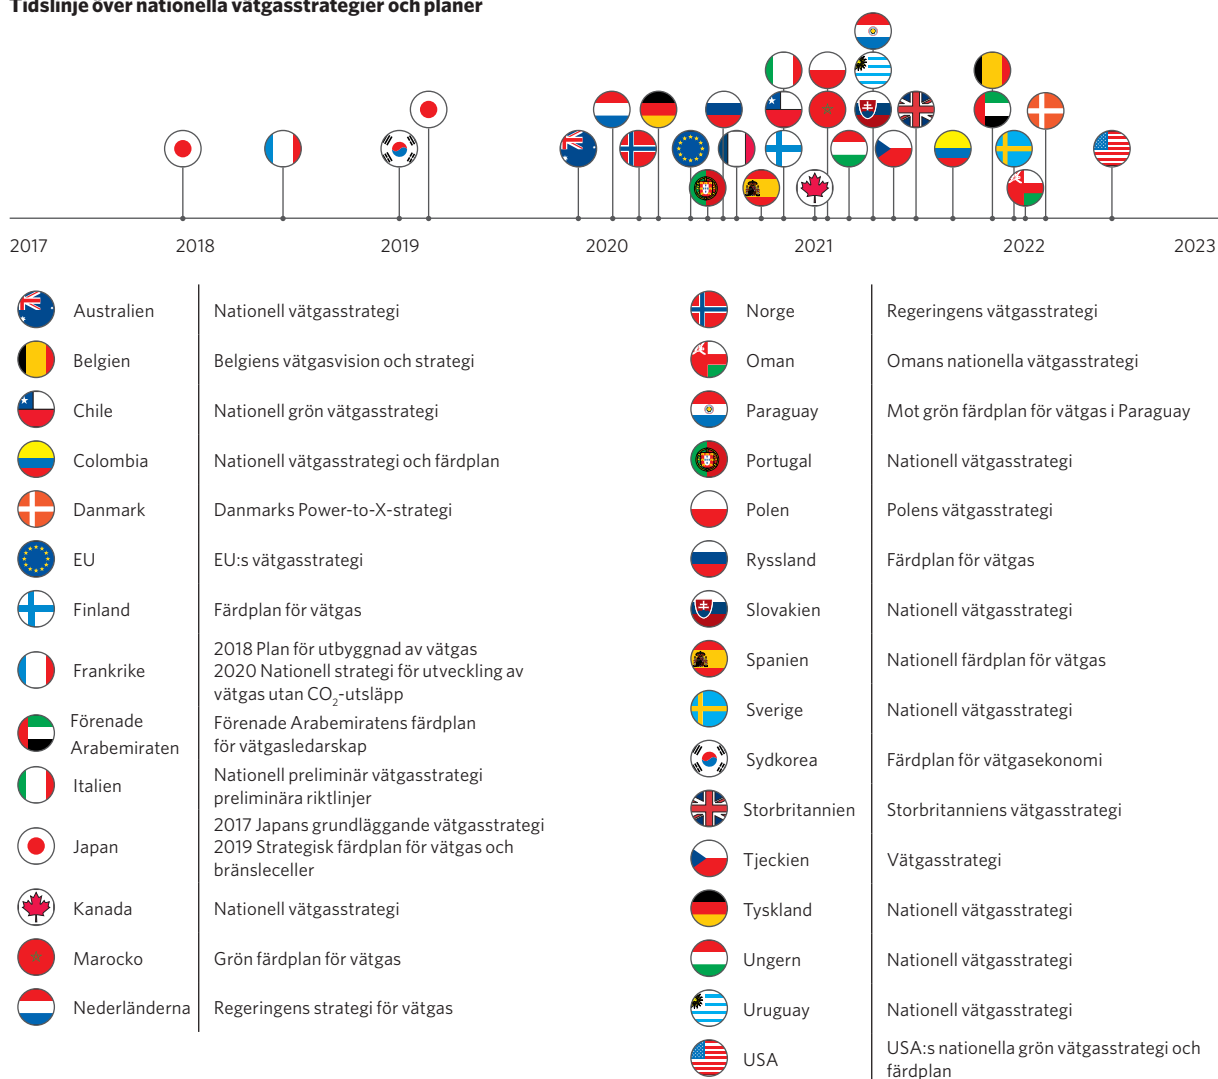 Tidslinje över nationella vätgasstrategier och planer
2017 2018 2019 2020 2021 2022 2023
Australien Nationell vätgasstrategi
Belgien Belgiens vätgasvision och strategi
Chile Nationell grön vätgasstrategi
Colombia Nationell vätgasstrategi och färdplan
Danmark Danmarks Power-to-X-strategi
EU EU:s vätgasstrategi
Finland Färdplan för vätgas
Frankrike
2018 Plan för utbyggnad av vätgas
2020 Nationell strategi för utveckling av
vätgas utan CO₂-utsläpp
Förenade
Arabemiraten
Förenade Arabemiratens färdplan
för vätgasledarskap
Italien
Nationell preliminär vätgasstrategi
preliminära riktlinjer
Japan
2017 Japans grundläggande vätgasstrategi
2019 Strategisk färdplan för vätgas och
bränsleceller
Kanada Nationell vätgasstrategi
Marocko Grön färdplan för vätgas
Nederländerna Regeringens strategi för vätgas
Norge Regeringens vätgasstrategi
Oman Omans nationella vätgasstrategi
Paraguay Mot grön färdplan för vätgas i Paraguay
Portugal Nationell vätgasstrategi
Polen Polens vätgasstrategi
Ryssland Färdplan för vätgas
Slovakien Nationell vätgasstrategi
Spanien Nationell färdplan för vätgas
Sverige Nationell vätgasstrategi
Sydkorea Färdplan för vätgasekonomi
Storbritannien Storbritanniens vätgasstrategi
Tjeckien Vätgasstrategi
Tyskland Nationell vätgasstrategi
Ungern Nationell vätgasstrategi
Uruguay Nationell vätgasstrategi
USA
USA:s nationella grön vätgasstrategi och
färdplan